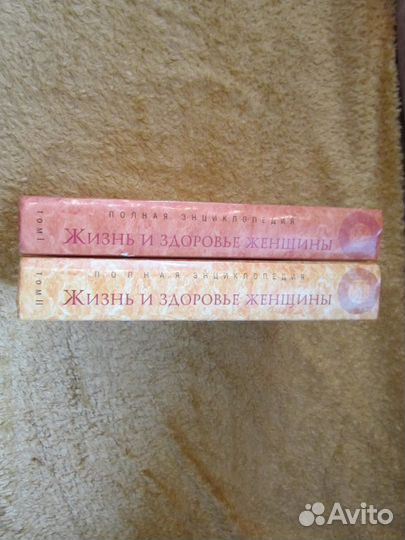 ТОМ I
ПОЛНАЯ ЭНЦИКЛОПЕДИЯ
ЖИЗНЬ И ЗДОРОВЬЕ ЖЕНЩИНЫ
ТОМ II
ПОЛНАЯ ЭНЦИКЛОПЕДИЯ
ЖИЗНЬ И ЗДОРОВЬЕ ЖЕНЩИНЫ
Avito